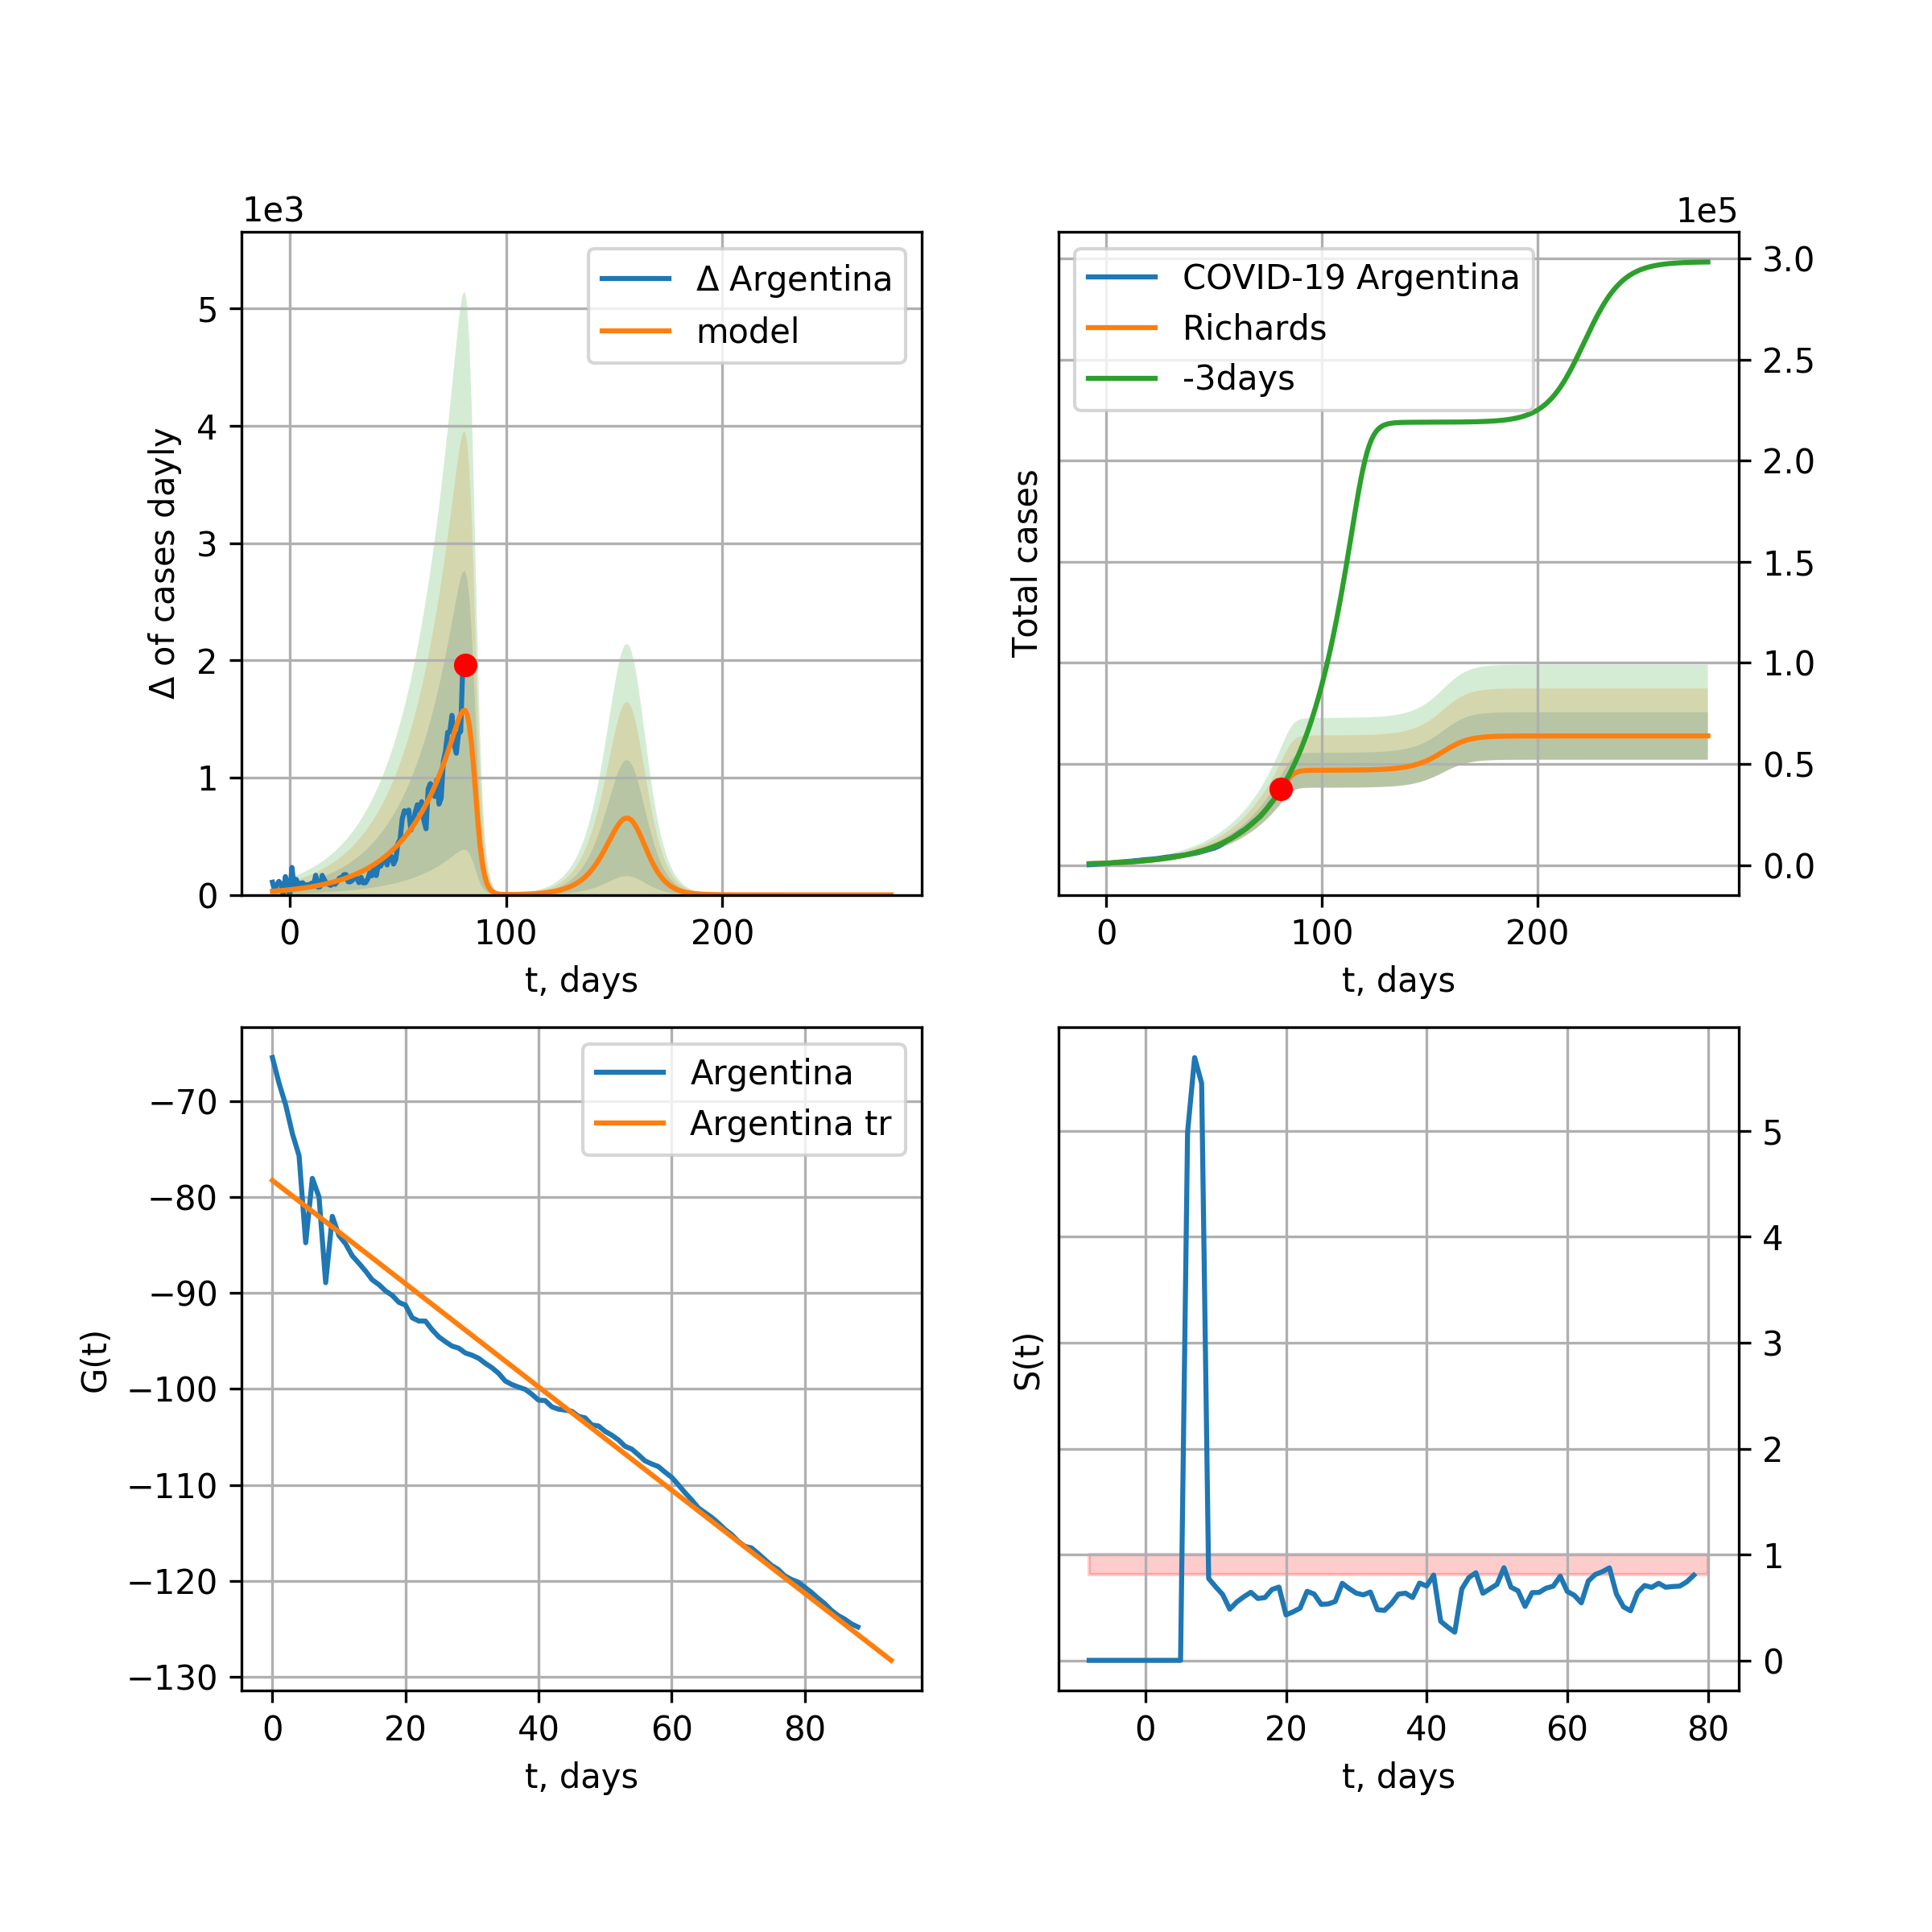 1e3
Δ of cases dayly
5
4
3
2
1
0
Δ Argentina
model
0 100 200
t, days
1e5
Total cases
COVID-19 Argentina
Richards
-3days
3.0
2.5
2.0
1.5
1.0
0.5
0.0
0 100 200
t, days
G(t)
−70
−80
−90
−100
−110
−120
−130
Argentina
Argentina tr
0 20 40 60 80
t, days
S(t)
5
4
3
2
1
0
0 20 40 60 80
t, days